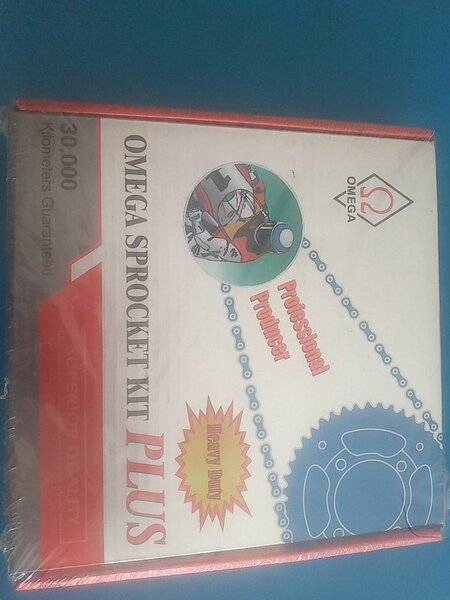 OMEGA
Professional
Producer
Heavy Duty
OMEGA SPROCKET KIT PLUS
30,000
Kilometers Guaranteed